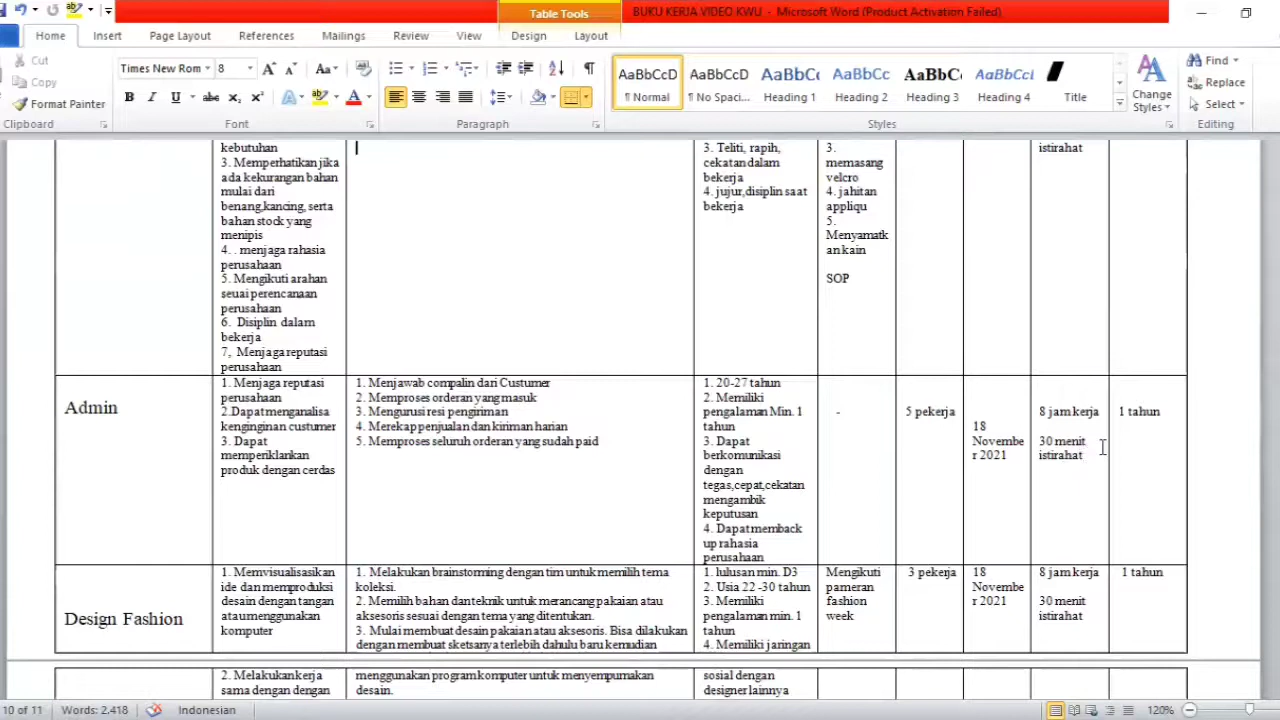 Table Tools
BUKU KERJA VIDEO KWU - Microsoft Word (Product Activation Failed)
Home
Insert
Page Layout
References
Mailings
Review
View
Design
Layout
Cut
Copy
Format Painter
Clipboard
Times New Rom
8
Font
Paragraph
AaBbCcD
¶ Normal
AaBbCcD
¶ No Spaci...
AaBbCc
Heading 1
AaBbCc
Heading 2
AaBbCc
Heading 3
AaBbCcI
Heading 4
Title
Change
Styles
Styles
Find
Replace
Select
Editing
kebutuhan
3. Memperhatikan jika
ada kekurangan bahan
mulai dari
benang,kancing, serta
bahan stock yang
menipis
4. . menjaga rahasia
perusahaan
5. Mengikuti arahan
seuai perencanaan
perusahaan
6. Disiplin dalam
bekerja
7, Menjaga reputasi
perusahaan
3. Teliti, rapih,
cekatan dalam
bekerja
4. jujur,disiplin saat
bekerja
3.
memasang
velcro
4. jahitan
appliqu
5.
Menyamatk
an kain
SOP
istirahat
Admin
1. Menjaga reputasi
perusahaan
2.Dapat menganalisa
kenginginan custumer
3. Dapat
memperiklankan
produk dengan cerdas
1. Menjawab compalin dari Custumer
2. Memproses orderan yang masuk
3. Mengurusi resi pengiriman
4. Merekap penjualan dan kiriman harian
5. Memproses seluruh orderan yang sudah paid
1. 20-27 tahun
2. Memiliki
pengalaman Min. 1
tahun
3. Dapat
berkomunikasi
dengan
tegas,cepat,cekatan
mengambik
keputusan
4. Dapat memback
up rahasia
perusahaan
-
5 pekerja
18
Novembe
r 2021
8 jam kerja
30 menit
istirahat
1 tahun
Design Fashion
1. Memvisualisasikan
ide dan memproduksi
desain dengan tangan
atau menggunakan
komputer
1. Melakukan brainstorming dengan tim untuk memilih tema
koleksi.
2. Memilih bahan dan teknik untuk merancang pakaian atau
aksesoris sesuai dengan tema yang ditentukan.
3. Mulai membuat desain pakaian atau aksesoris. Bisa dilakukan
dengan membuat sketsanya terlebih dahulu baru kemudian
1. lulusan min. D3
2. Usia 22 -30 tahun
3. Memiliki
pengalaman min. 1
tahun
4. Memiliki jaringan
Mengikuti
pameran
fashion
week
3 pekerja
18
Novembe
r 2021
8 jam kerja
30 menit
istirahat
1 tahun
2. Melakukan kerja
sama dengan dengan
menggunakan program komputer untuk menyempurnakan
desain.
sosial dengan
designer lainnya
10 of 11
Words: 2.418
Indonesian
120%